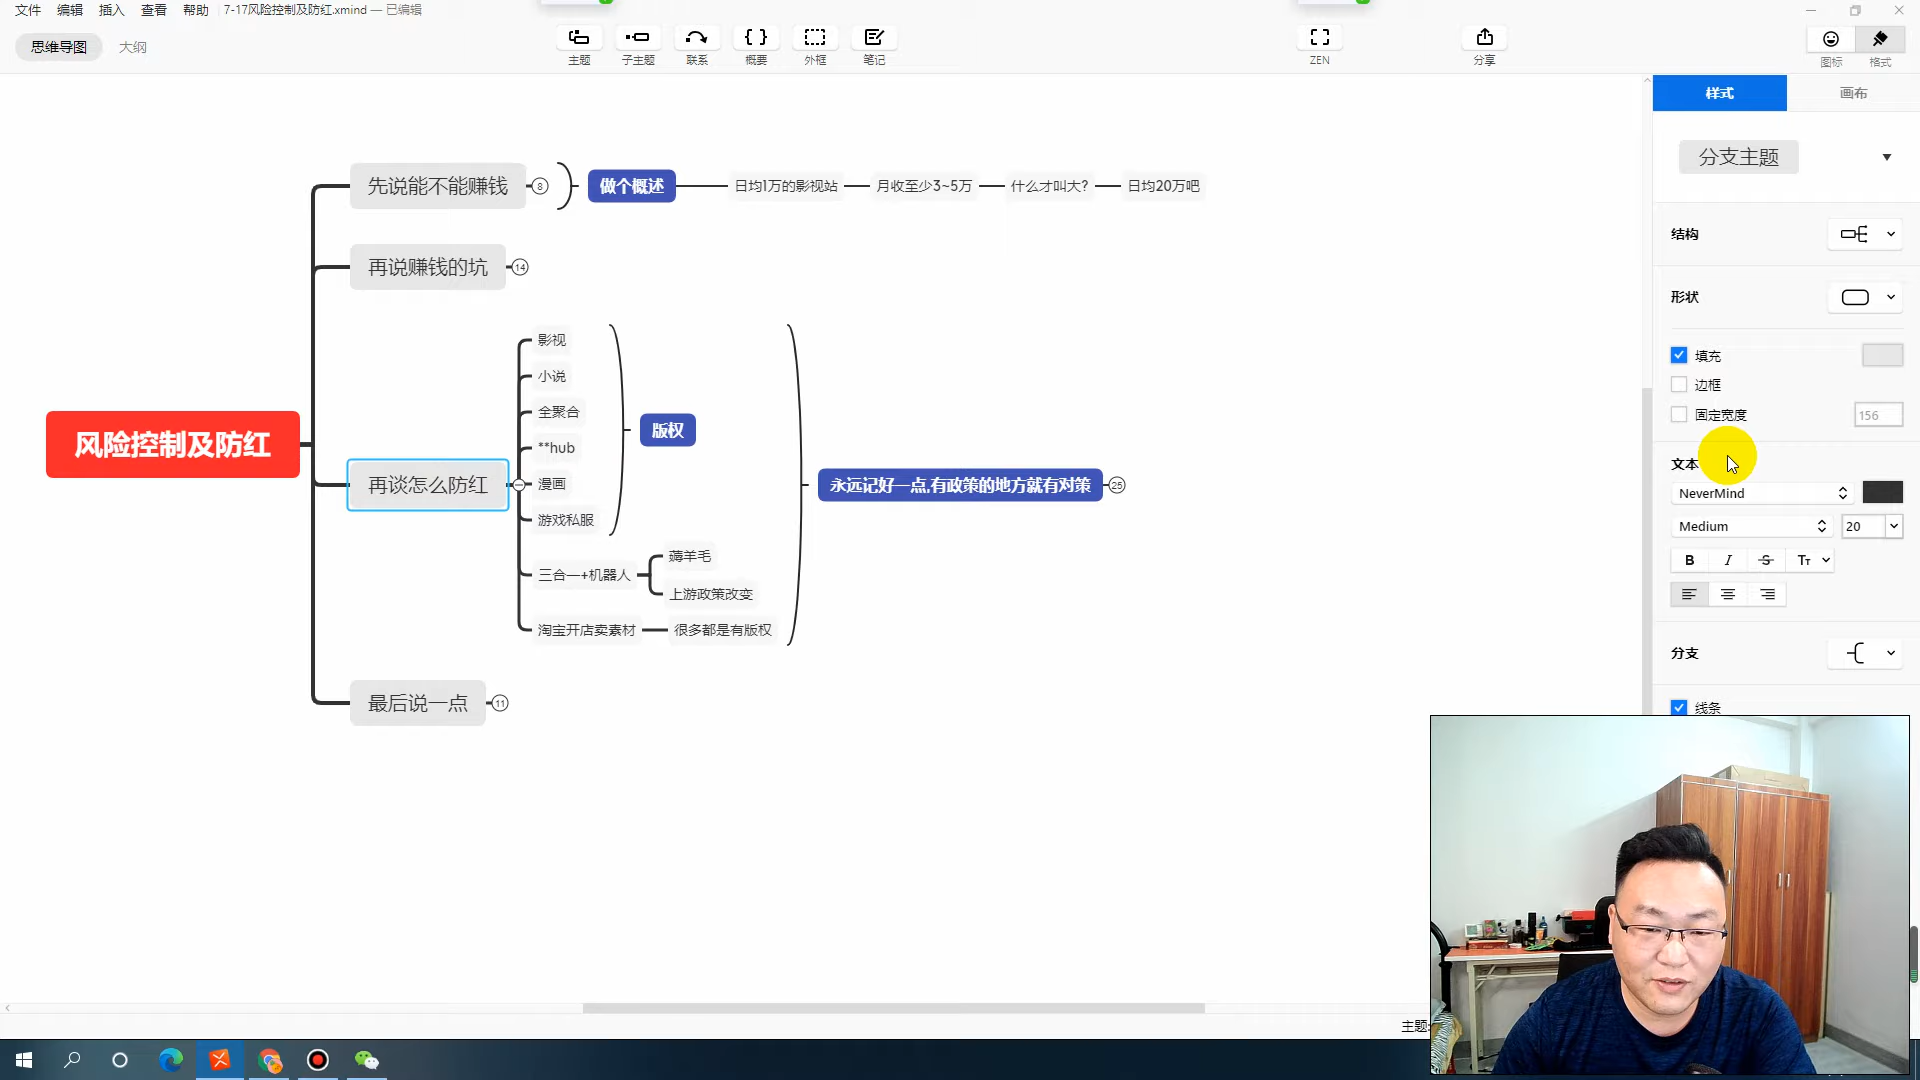 文件 编辑 插入 查看 帮助 7-17风险控制及防红.xmind — 已编辑
思维导图 大纲
主题 子主题 联系 概要 外框 笔记 ZEN 分享 图标 格式
样式 画布
分支主题
结构
形状
填充
边框
固定宽度 156
文本
NeverMind
Medium 20
B I S Tт
分支
线条
风险控制及防红
先说能不能赚钱 8 做个概述 日均1万的影视站 月收至少3~5万 什么才叫大? 日均20万吧
再说赚钱的坑 14
再谈怎么防红
影视
小说
全聚合
**hub
漫画
游戏私服
版权
三合一+机器人
薅羊毛
上游政策改变
淘宝开店卖素材 很多都是有版权
永远记好一点,有政策的地方就有对策 25
最后说一点 11
主题: